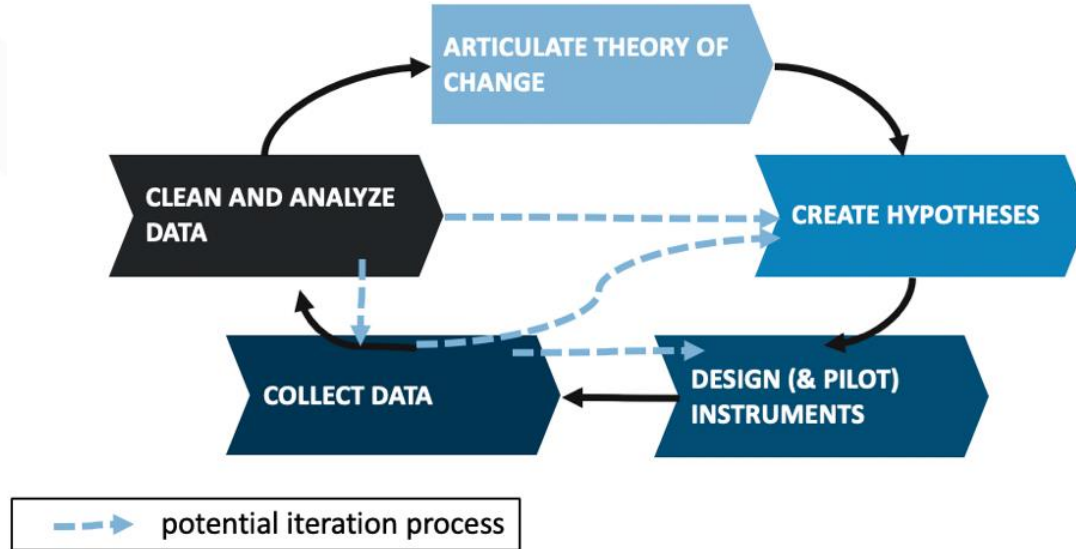 ARTICULATE THEORY OF
CHANGE
CLEAN AND ANALYZE
DATA
CREATE HYPOTHESES
COLLECT DATA
DESIGN (& PILOT)
INSTRUMENTS
potential iteration process